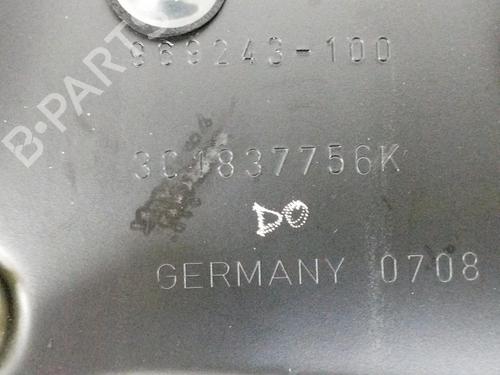 B-PARTS
969243-100
3C1837756K
DO
GERMANY 0708